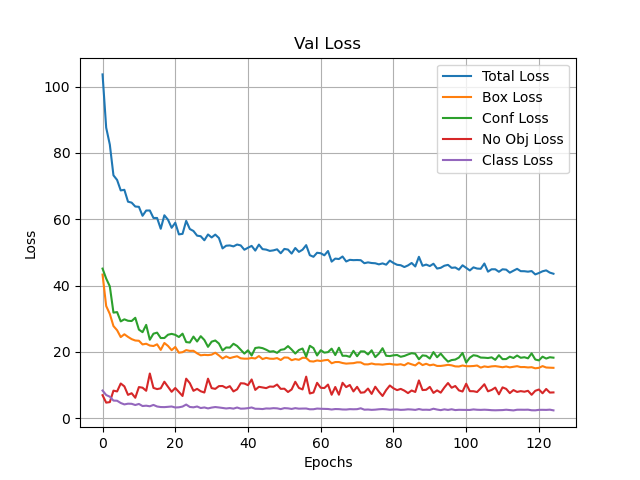 Val Loss
Total Loss
Box Loss
Conf Loss
No Obj Loss
Class Loss
Loss
100
80
60
40
20
0
0 20 40 60 80 100 120
Epochs